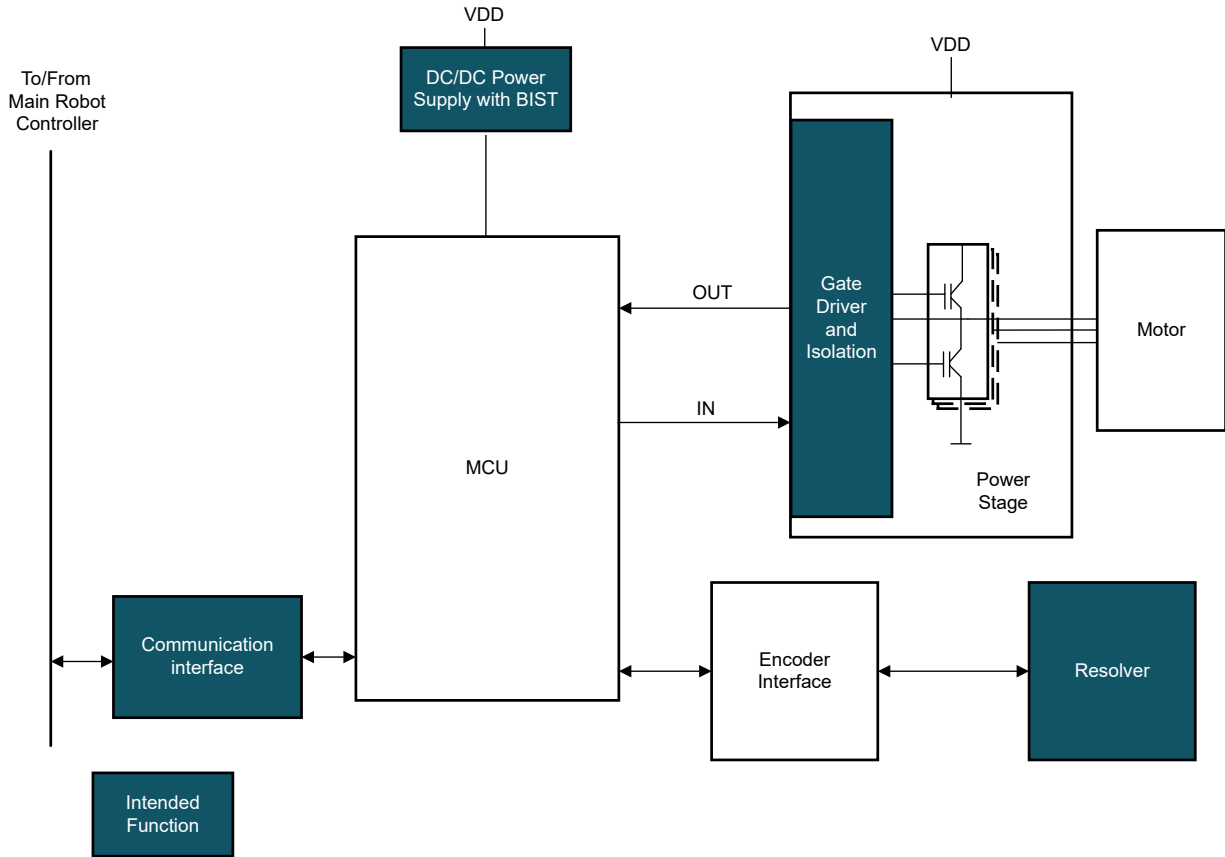 VDD
DC/DC Power
Supply with BIST
To/From
Main Robot
Controller
VDD
MCU
OUT
IN
Gate
Driver
and
Isolation
Power
Stage
Motor
Communication
interface
Encoder
Interface
Resolver
Intended
Function